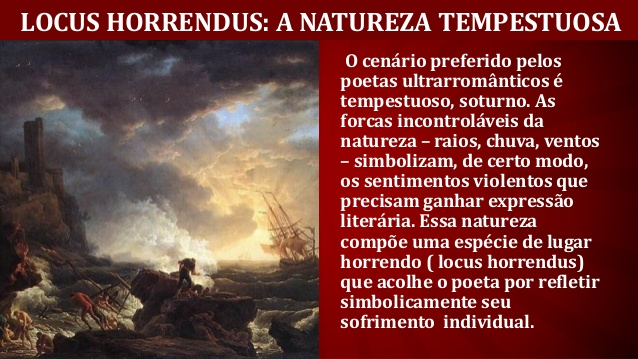 LOCUS HORRENDUS: A NATUREZA TEMPESTUOSA
O cenário preferido pelos
poetas ultrarromânticos é
tempestuoso, soturno. As
forcas incontroláveis da
natureza – raios, chuva, ventos
– simbolizam, de certo modo,
os sentimentos violentos que
precisam ganhar expressão
literária. Essa natureza
compõe uma espécie de lugar
horrendo ( locus horrendus)
que acolhe o poeta por refletir
simbolicamente seu
sofrimento individual.